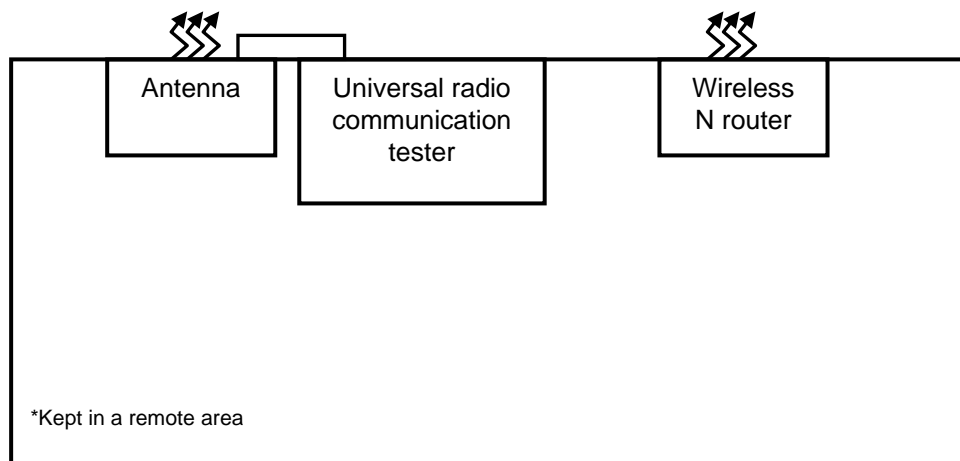 Antenna
Universal radio
communication
tester
Wireless
N router
*Kept in a remote area